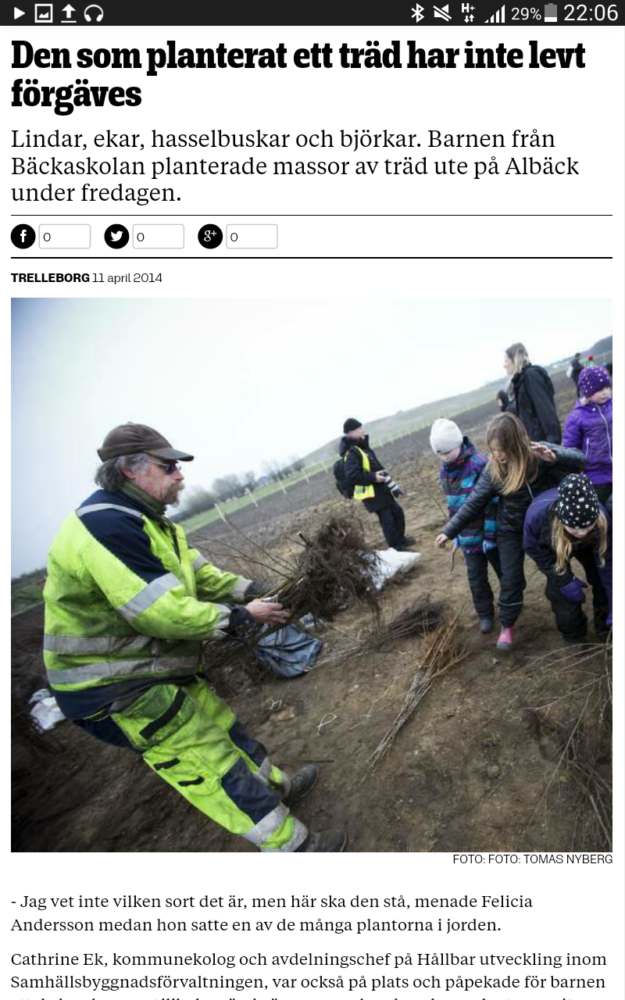 29% 22:06
Den som planterat ett träd har inte levt
förgäves
Lindar, ekar, hasselbuskar och björkar. Barnen från
Bäckaskolan planterade massor av träd ute på Albäck
under fredagen.
0 0 0
TRELLEBORG 11 april 2014
FOTO: FOTO: TOMAS NYBERG
- Jag vet inte vilken sort det är, men här ska den stå, menade Felicia
Andersson medan hon satte en av de många plantorna i jorden.
Cathrine Ek, kommunekolog och avdelningschef på Hållbar utveckling inom
Samhällsbyggnadsförvaltningen, var också på plats och påpekade för barnen